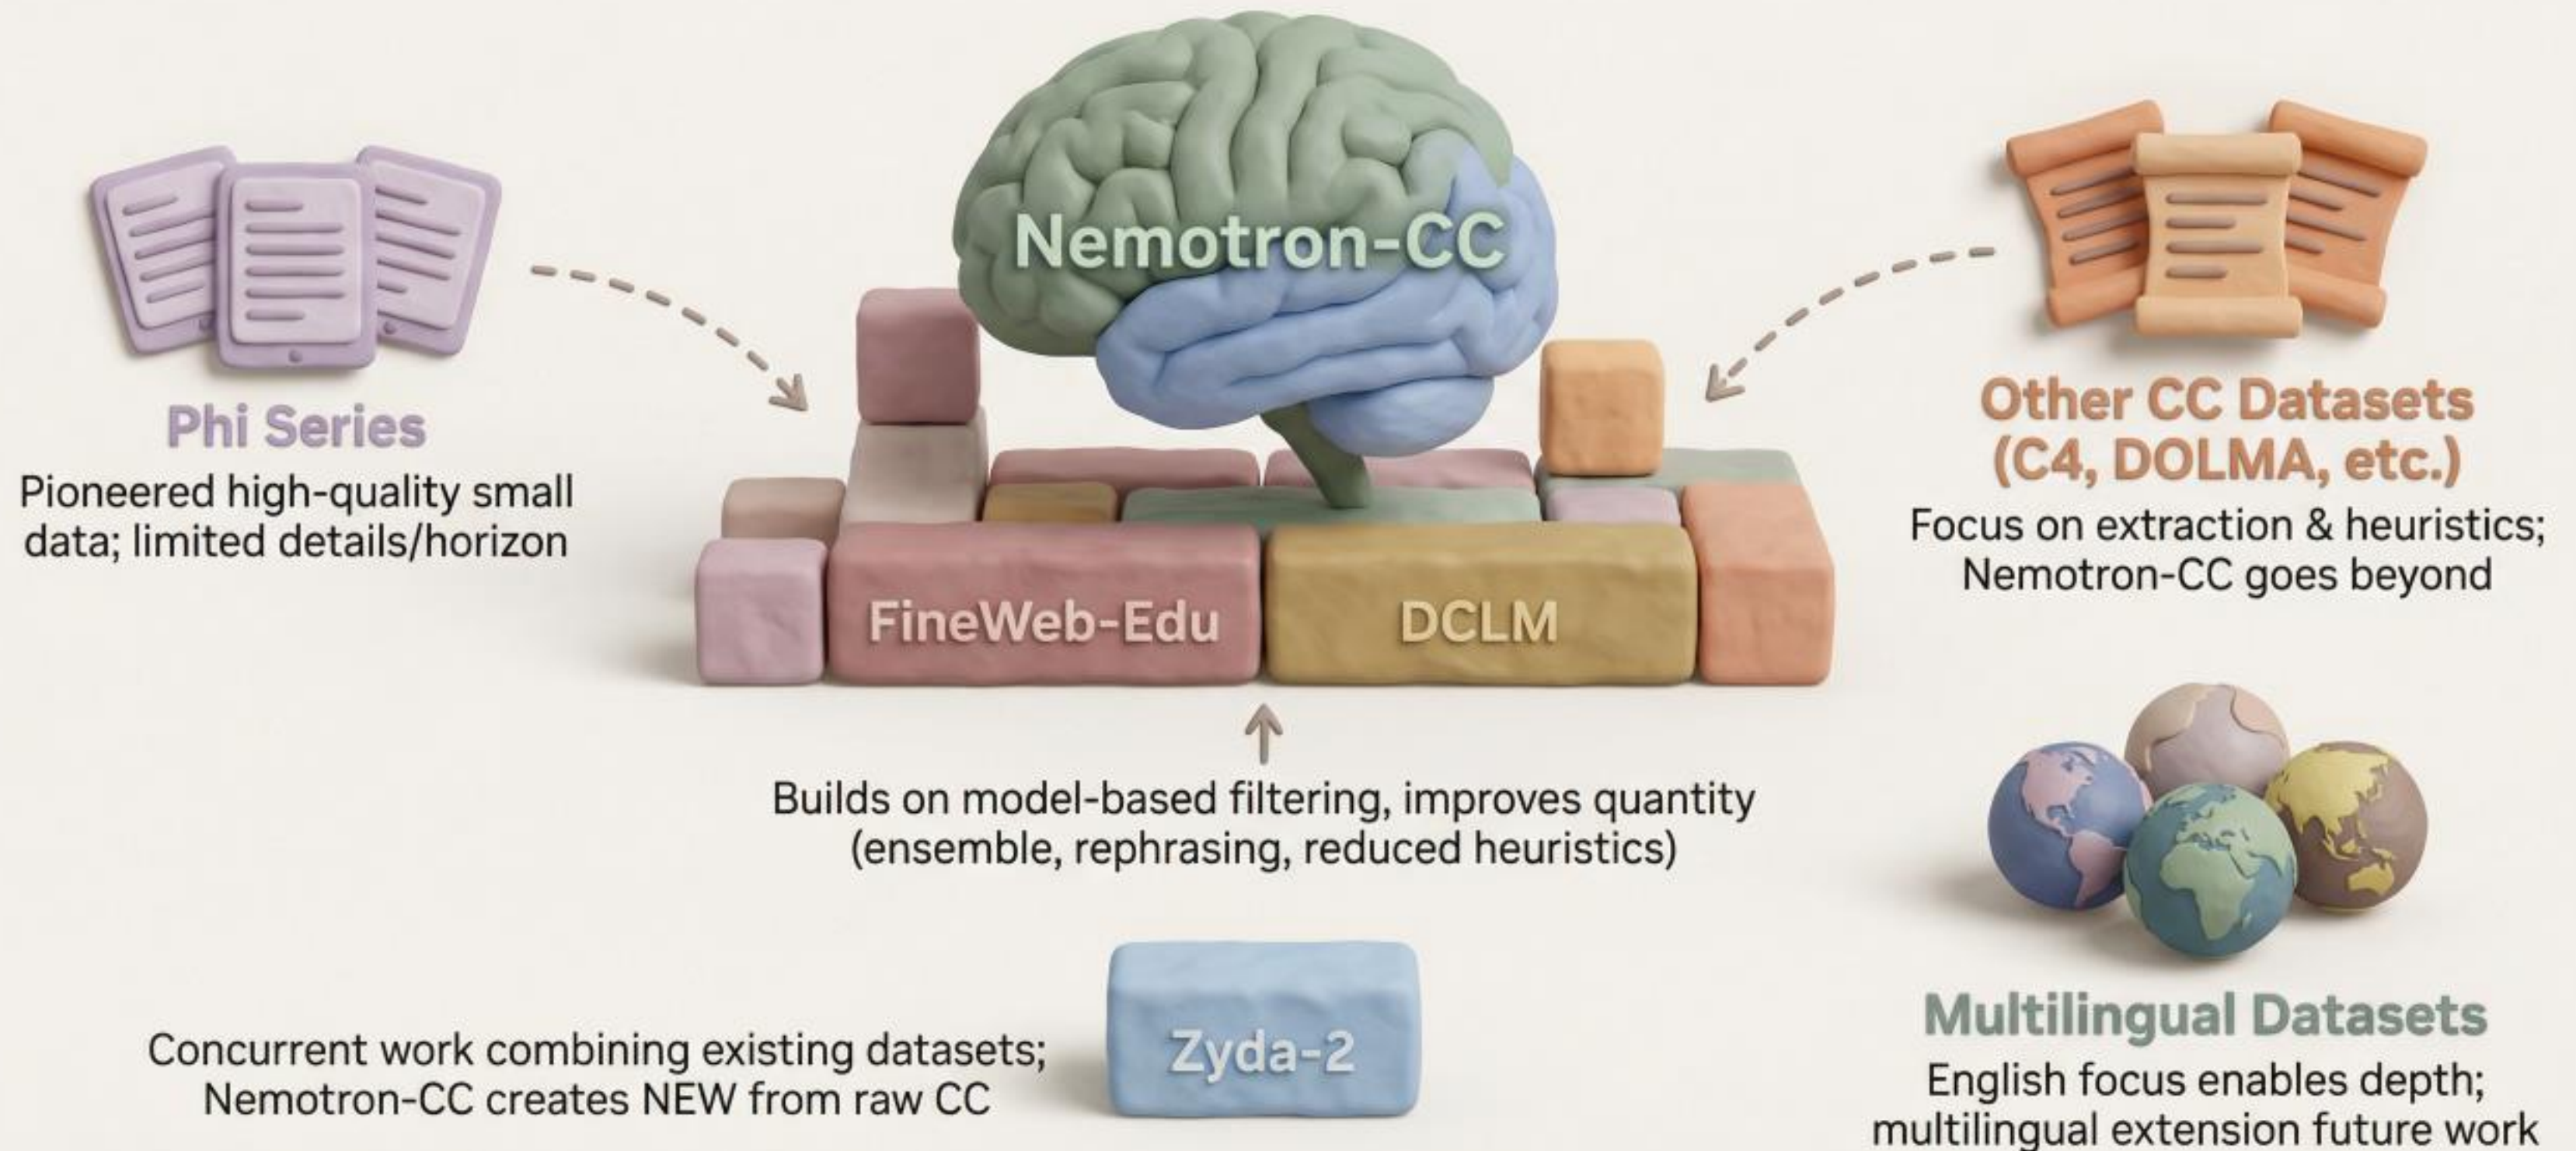 Nemotron-CC
Phi Series
Pioneered high-quality small
data; limited details/horizon
Other CC Datasets
(C4, DOLMA, etc.)
Focus on extraction & heuristics;
Nemotron-CC goes beyond
FineWeb-Edu
DCLM
Builds on model-based filtering, improves quantity
(ensemble, rephrasing, reduced heuristics)
Concurrent work combining existing datasets;
Nemotron-CC creates NEW from raw CC
Zyda-2
Multilingual Datasets
English focus enables depth;
multilingual extension future work